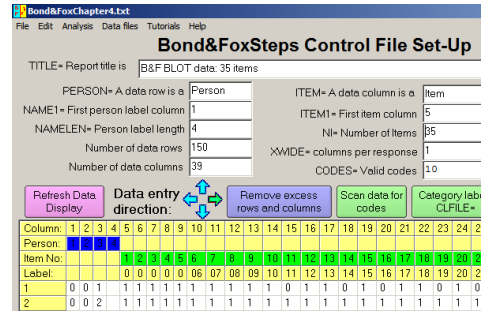 Bond&FoxChapter4.txt
File Edit Analysis Data files Tutorials Help
Bond&FoxSteps Control File Set-Up
TITLE= Report title is B&F BLOT data: 35 items
PERSON= A data row is a Person ITEM= A data column is a Item
NAME1= First person label column 1 ITEM1= First item column 5
NAMELEN= Person label length 4 NI= Number of Items 35
Number of data rows 150 XWIDE= columns per response 1
Number of data columns 39 CODES= Valid codes 10
Refresh Data Display Data entry direction: Remove excess rows and columns Scan data for codes Category labe CLFILE=
Column: 1 2 3 4 5 6 7 8 9 10 11 12 13 14 15 16 17 18 19 20 21 22 23 24 2
Person: 1 2 3 4
Item No: 1 2 3 4 5 6 7 8 9 10 11 12 13 14 15 16 17 18 19 20 2
Label: 0 0 0 0 0 06 07 08 09 10 11 12 13 14 15 16 17 18 19 20 2
1 0 0 1 1 1 1 1 1 1 1 1 1 1 0 1 1 0 1 0 1 0 1 0
2 0 0 2 1 1 1 1 1 1 1 1 1 1 1 1 1 1 1 1 1 1 1 1